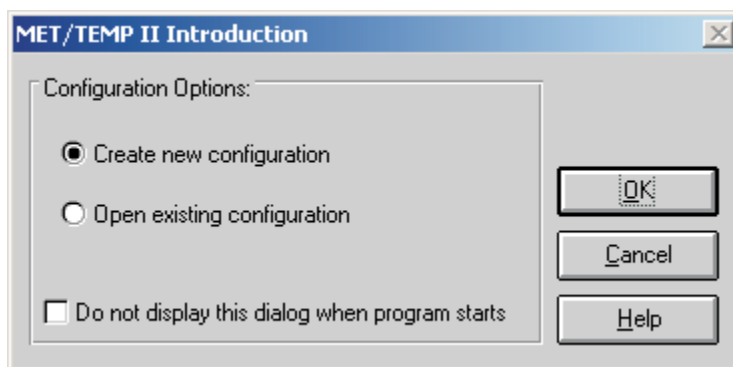 MET/TEMP II Introduction
Configuration Options:
Create new configuration
Open existing configuration
Do not display this dialog when program starts
OK
Cancel
Help